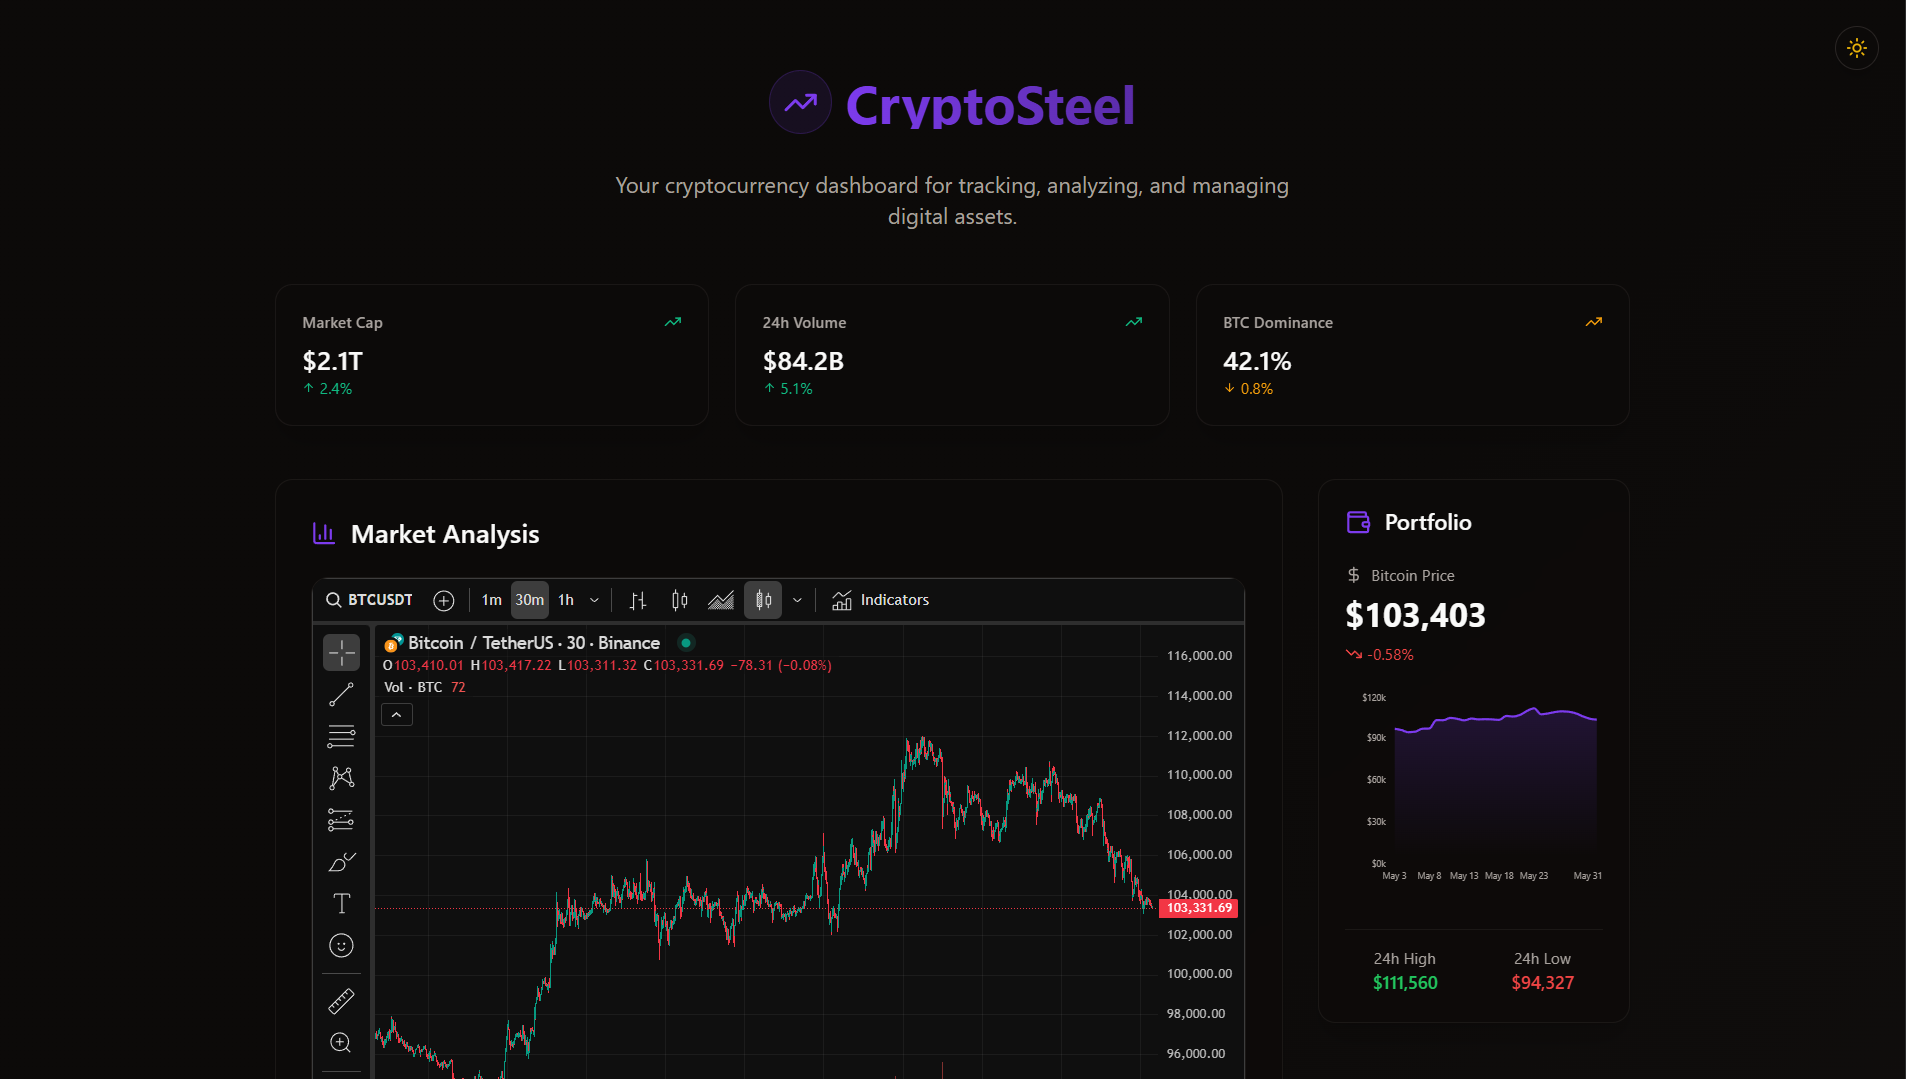 CryptoSteel
Your cryptocurrency dashboard for tracking, analyzing, and managing
digital assets.
Market Cap
$2.1T
↑ 2.4%
24h Volume
$84.2B
↑ 5.1%
BTC Dominance
42.1%
↓ 0.8%
Market Analysis
BTCUSDT
1m 30m 1h
Indicators
Bitcoin / TetherUS · 30 · Binance
O103,410.01 H103,417.22 L103,311.32 C103,331.69 −78.31 (−0.08%)
Vol · BTC 72
116,000.00
114,000.00
112,000.00
110,000.00
108,000.00
106,000.00
104,000.00
103,331.69
102,000.00
100,000.00
98,000.00
96,000.00
Portfolio
$ Bitcoin Price
$103,403
-0.58%
$120k
$90k
$60k
$30k
$0k
May 3 May 8 May 13 May 18 May 23 May 31
24h High 24h Low
$111,560 $94,327